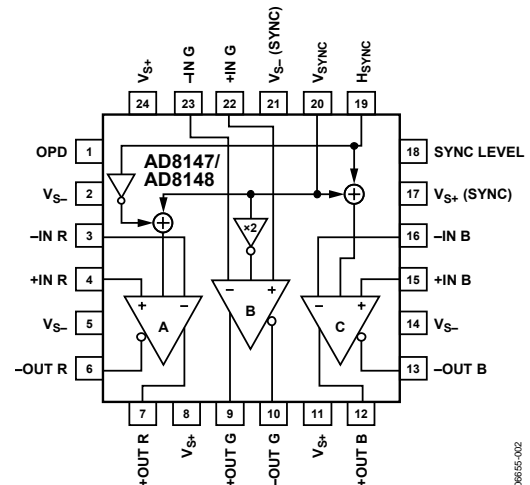 VS+
–IN G
+IN G
VS– (SYNC)
VSYNC
HSYNC
24
23
22
21
20
19
OPD 1
AD8147/
AD8148
18 SYNC LEVEL
VS– 2
17 VS+ (SYNC)
–IN R 3
×2
16 –IN B
+IN R 4
15 +IN B
+ –
– +
– +
A
B
C
VS– 5
14 VS–
–OUT R 6
13 –OUT B
7
8
9
10
11
12
+OUT R
VS+
+OUT G
–OUT G
VS+
+OUT B
06655-002